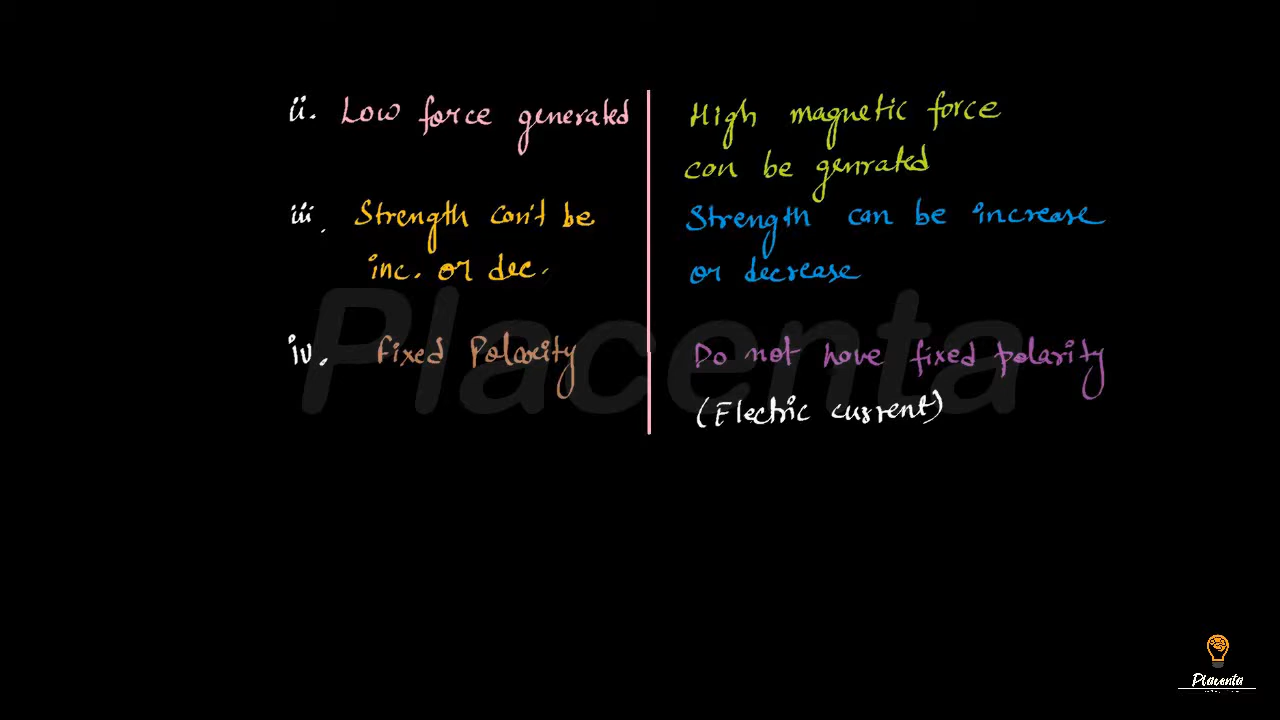 ii. Low force generated
High magnetic force
can be genrated
iii. Strength can't be
inc. or dec.
Strength can be increase
or decrease
iv. Fixed Polarity
Do not have fixed polarity
(Electric current)
Placenta
Placenta